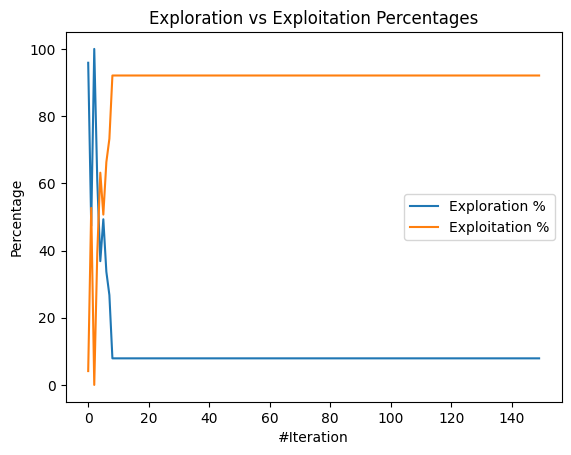 Exploration vs Exploitation Percentages
100
80
60
40
20
0
Percentage
Exploration %
Exploitation %
0 20 40 60 80 100 120 140
#Iteration